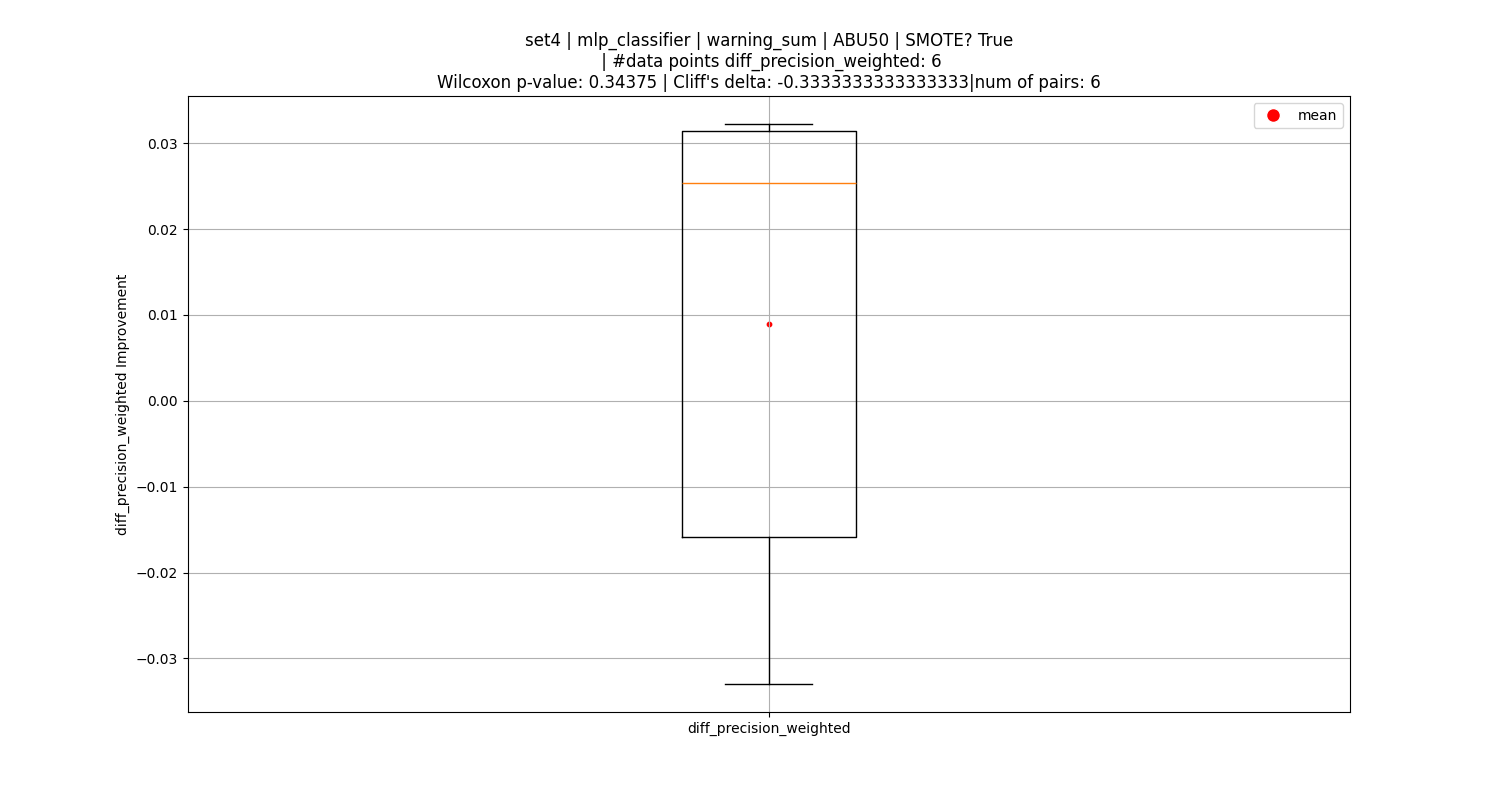 set4 | mlp_classifier | warning_sum | ABU50 | SMOTE? True
| #data points diff_precision_weighted: 6
Wilcoxon p-value: 0.34375 | Cliff's delta: -0.3333333333333333|num of pairs: 6
mean
0.03
0.02
0.01
0.00
−0.01
−0.02
−0.03
diff_precision_weighted Improvement
diff_precision_weighted